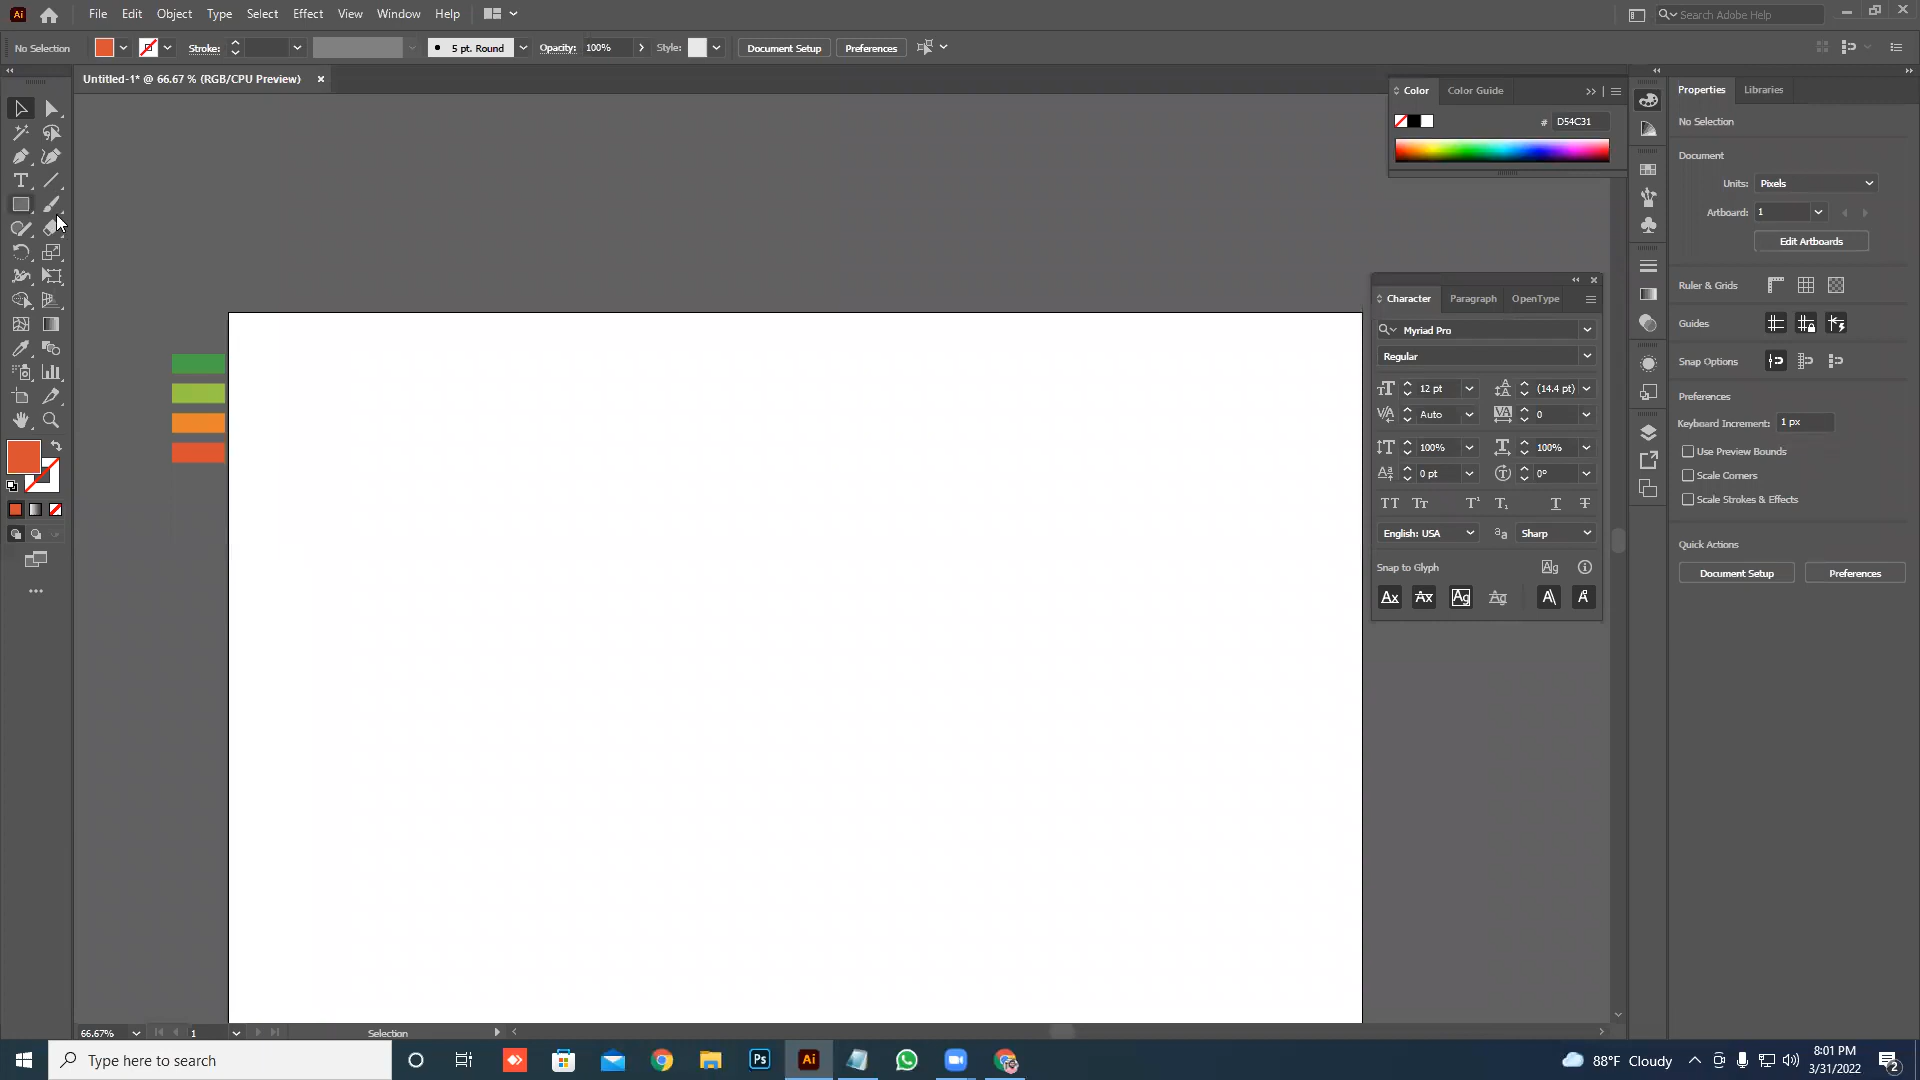 Ai File Edit Object Type Select Effect View Window Help Search Adobe Help
No Selection Stroke: 5 pt. Round Opacity: 100% Style: Document Setup Preferences
Untitled-1* @ 66.67 % (RGB/CPU Preview) ×
Color Color Guide
# D54C31
Properties Libraries
No Selection
Document
Units: Pixels
Artboard: 1
Edit Artboards
Ruler & Grids
Guides
Snap Options
Preferences
Keyboard Increment: 1 px
Use Preview Bounds
Scale Corners
Scale Strokes & Effects
Quick Actions
Document Setup Preferences
Character Paragraph OpenType
Myriad Pro
Regular
12 pt (14.4 pt)
Auto 0
100% 100%
0 pt 0°
English: USA Sharp
Snap to Glyph
66.67% 1 Selection
Type here to search Ps Ai 88°F Cloudy 8:01 PM
3/31/2022 2